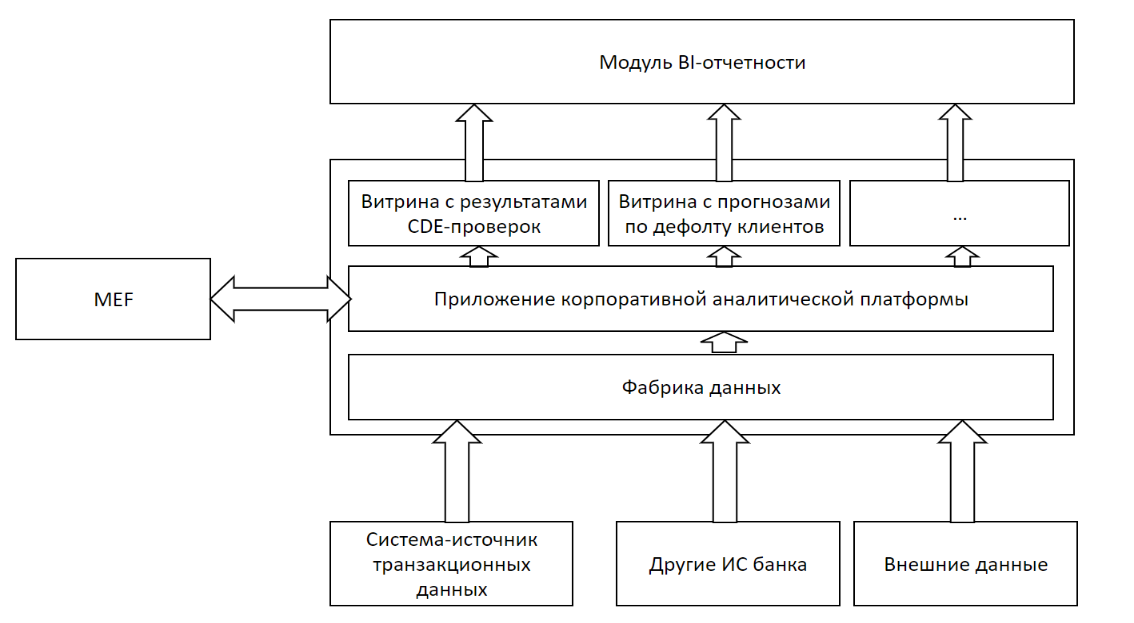 Модуль BI-отчетности
Витрина с результатами
CDE-проверок
Витрина с прогнозами
по дефолту клиентов
...
MEF
Приложение корпоративной аналитической платформы
Фабрика данных
Система-источник
транзакционных
данных
Другие ИС банка
Внешние данные